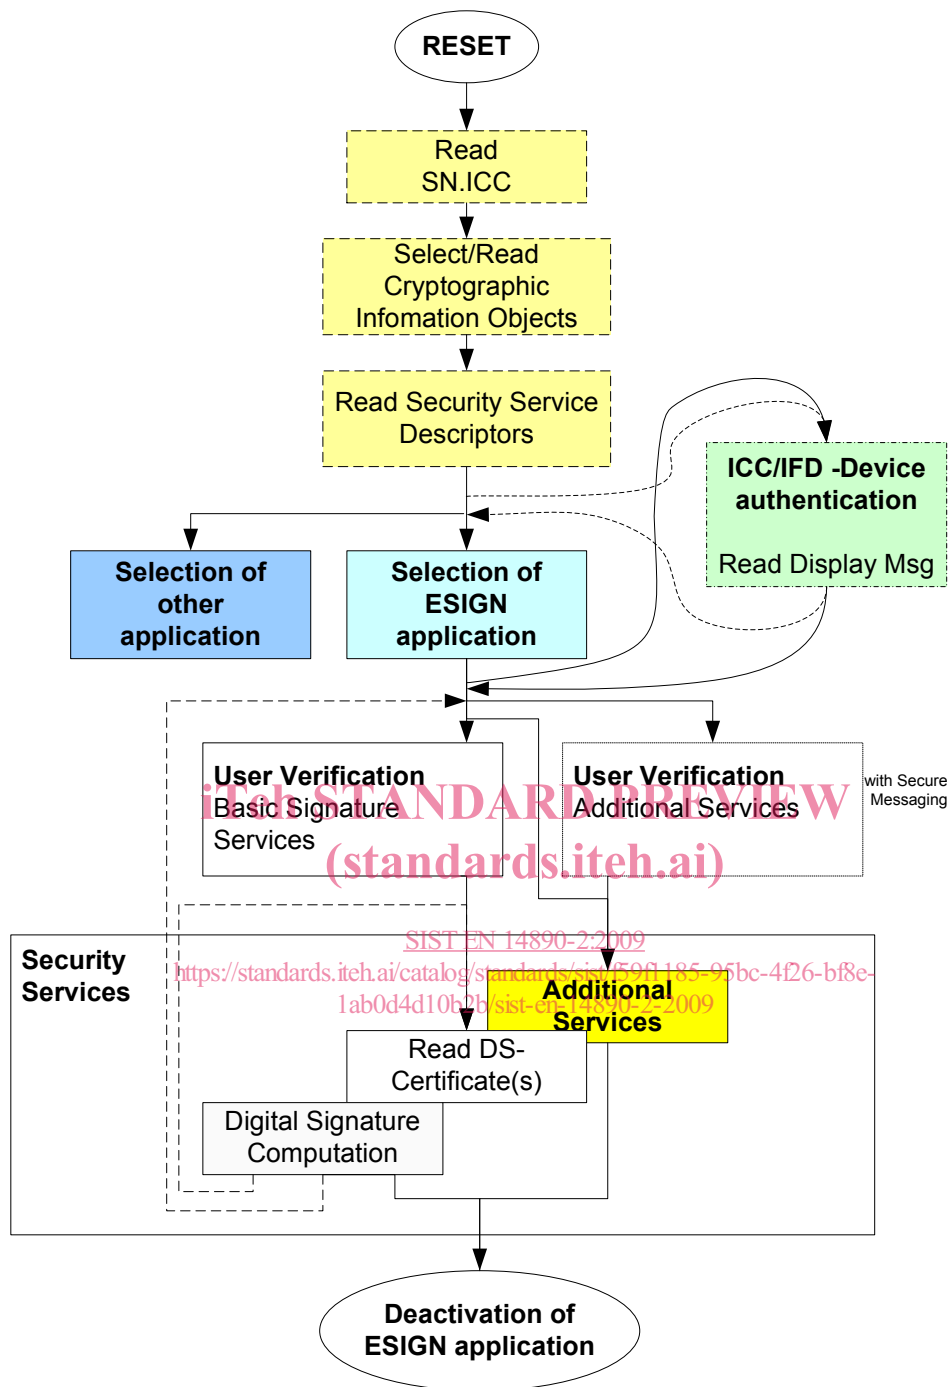 RESET
Read
SN.ICC
Select/Read
Cryptographic
Infomation Objects
Read Security Service
Descriptors
ICC/IFD -Device
authentication
Read Display Msg
Selection of
other
application
Selection of
ESIGN
application
User Verification
Basic Signature
Services
User Verification
Additional Services
with Secure
Messaging
iTeh STANDARD PREVIEW
(standards.iteh.ai)
SIST EN 14890-2:2009
https://standards.iteh.ai/catalog/standards/sist/f59f1185-95bc-4f26-bf8e-
1ab0d4d10b2b/sist-en-14890-2-2009
Security
Services
Additional
Services
Read DS-
Certificate(s)
Digital Signature
Computation
Deactivation of
ESIGN application